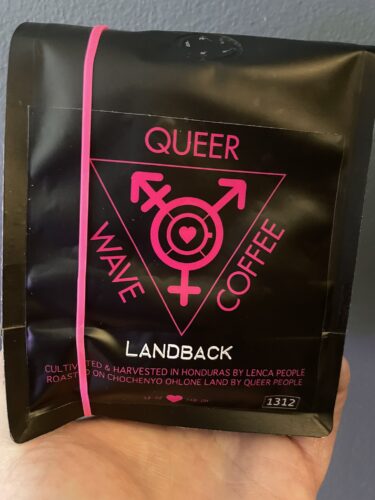 QUEER
WAVE
COFFEE
LANDBACK
CULTIVATED & HARVESTED IN HONDURAS BY LENCA PEOPLE
ROASTED ON CHOCHENYO OHLONE LAND BY QUEER PEOPLE
1312